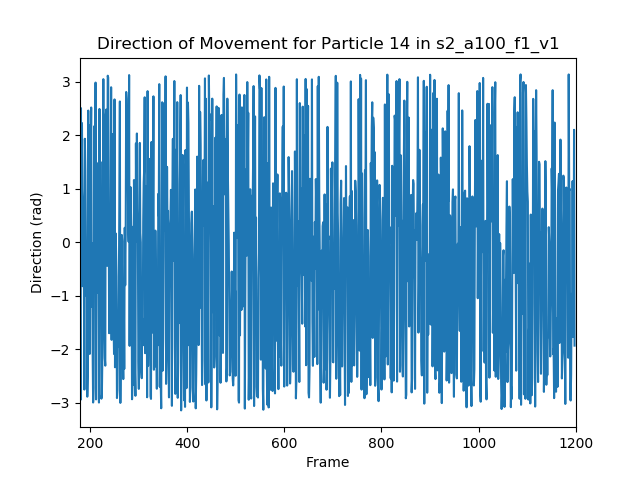 Direction of Movement for Particle 14 in s2_a100_f1_v1
3
2
1
0
−1
−2
−3
Direction (rad)
200 400 600 800 1000 1200
Frame